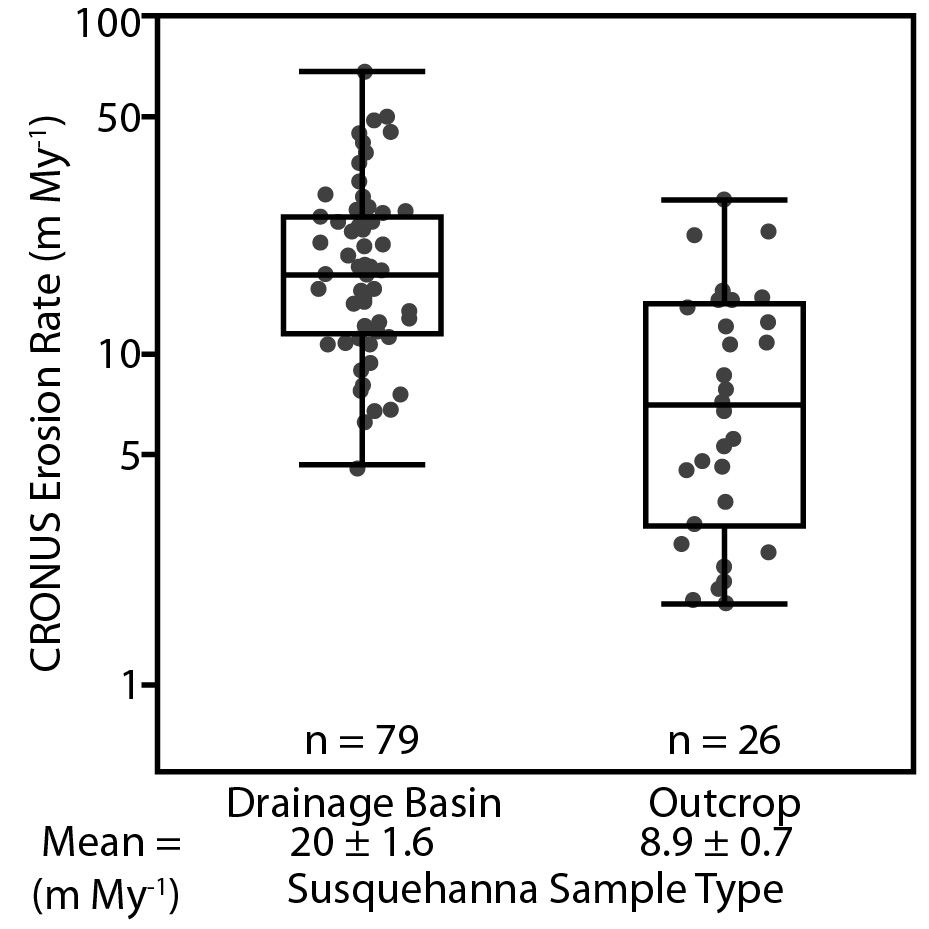 100
50
10
5
1
CRONUS Erosion Rate (m My⁻¹)
n = 79
n = 26
Drainage Basin
Outcrop
Mean = 20 ± 1.6 8.9 ± 0.7
(m My⁻¹)
Susquehanna Sample Type